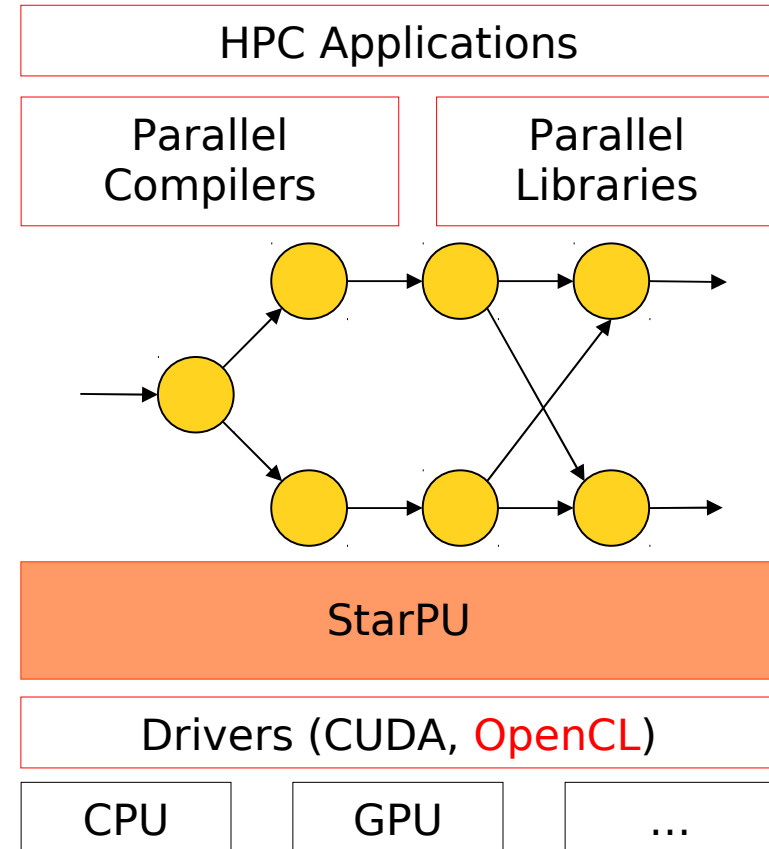 HPC Applications
Parallel
Compilers
Parallel
Libraries
StarPU
Drivers (CUDA, OpenCL)
CPU
GPU
...